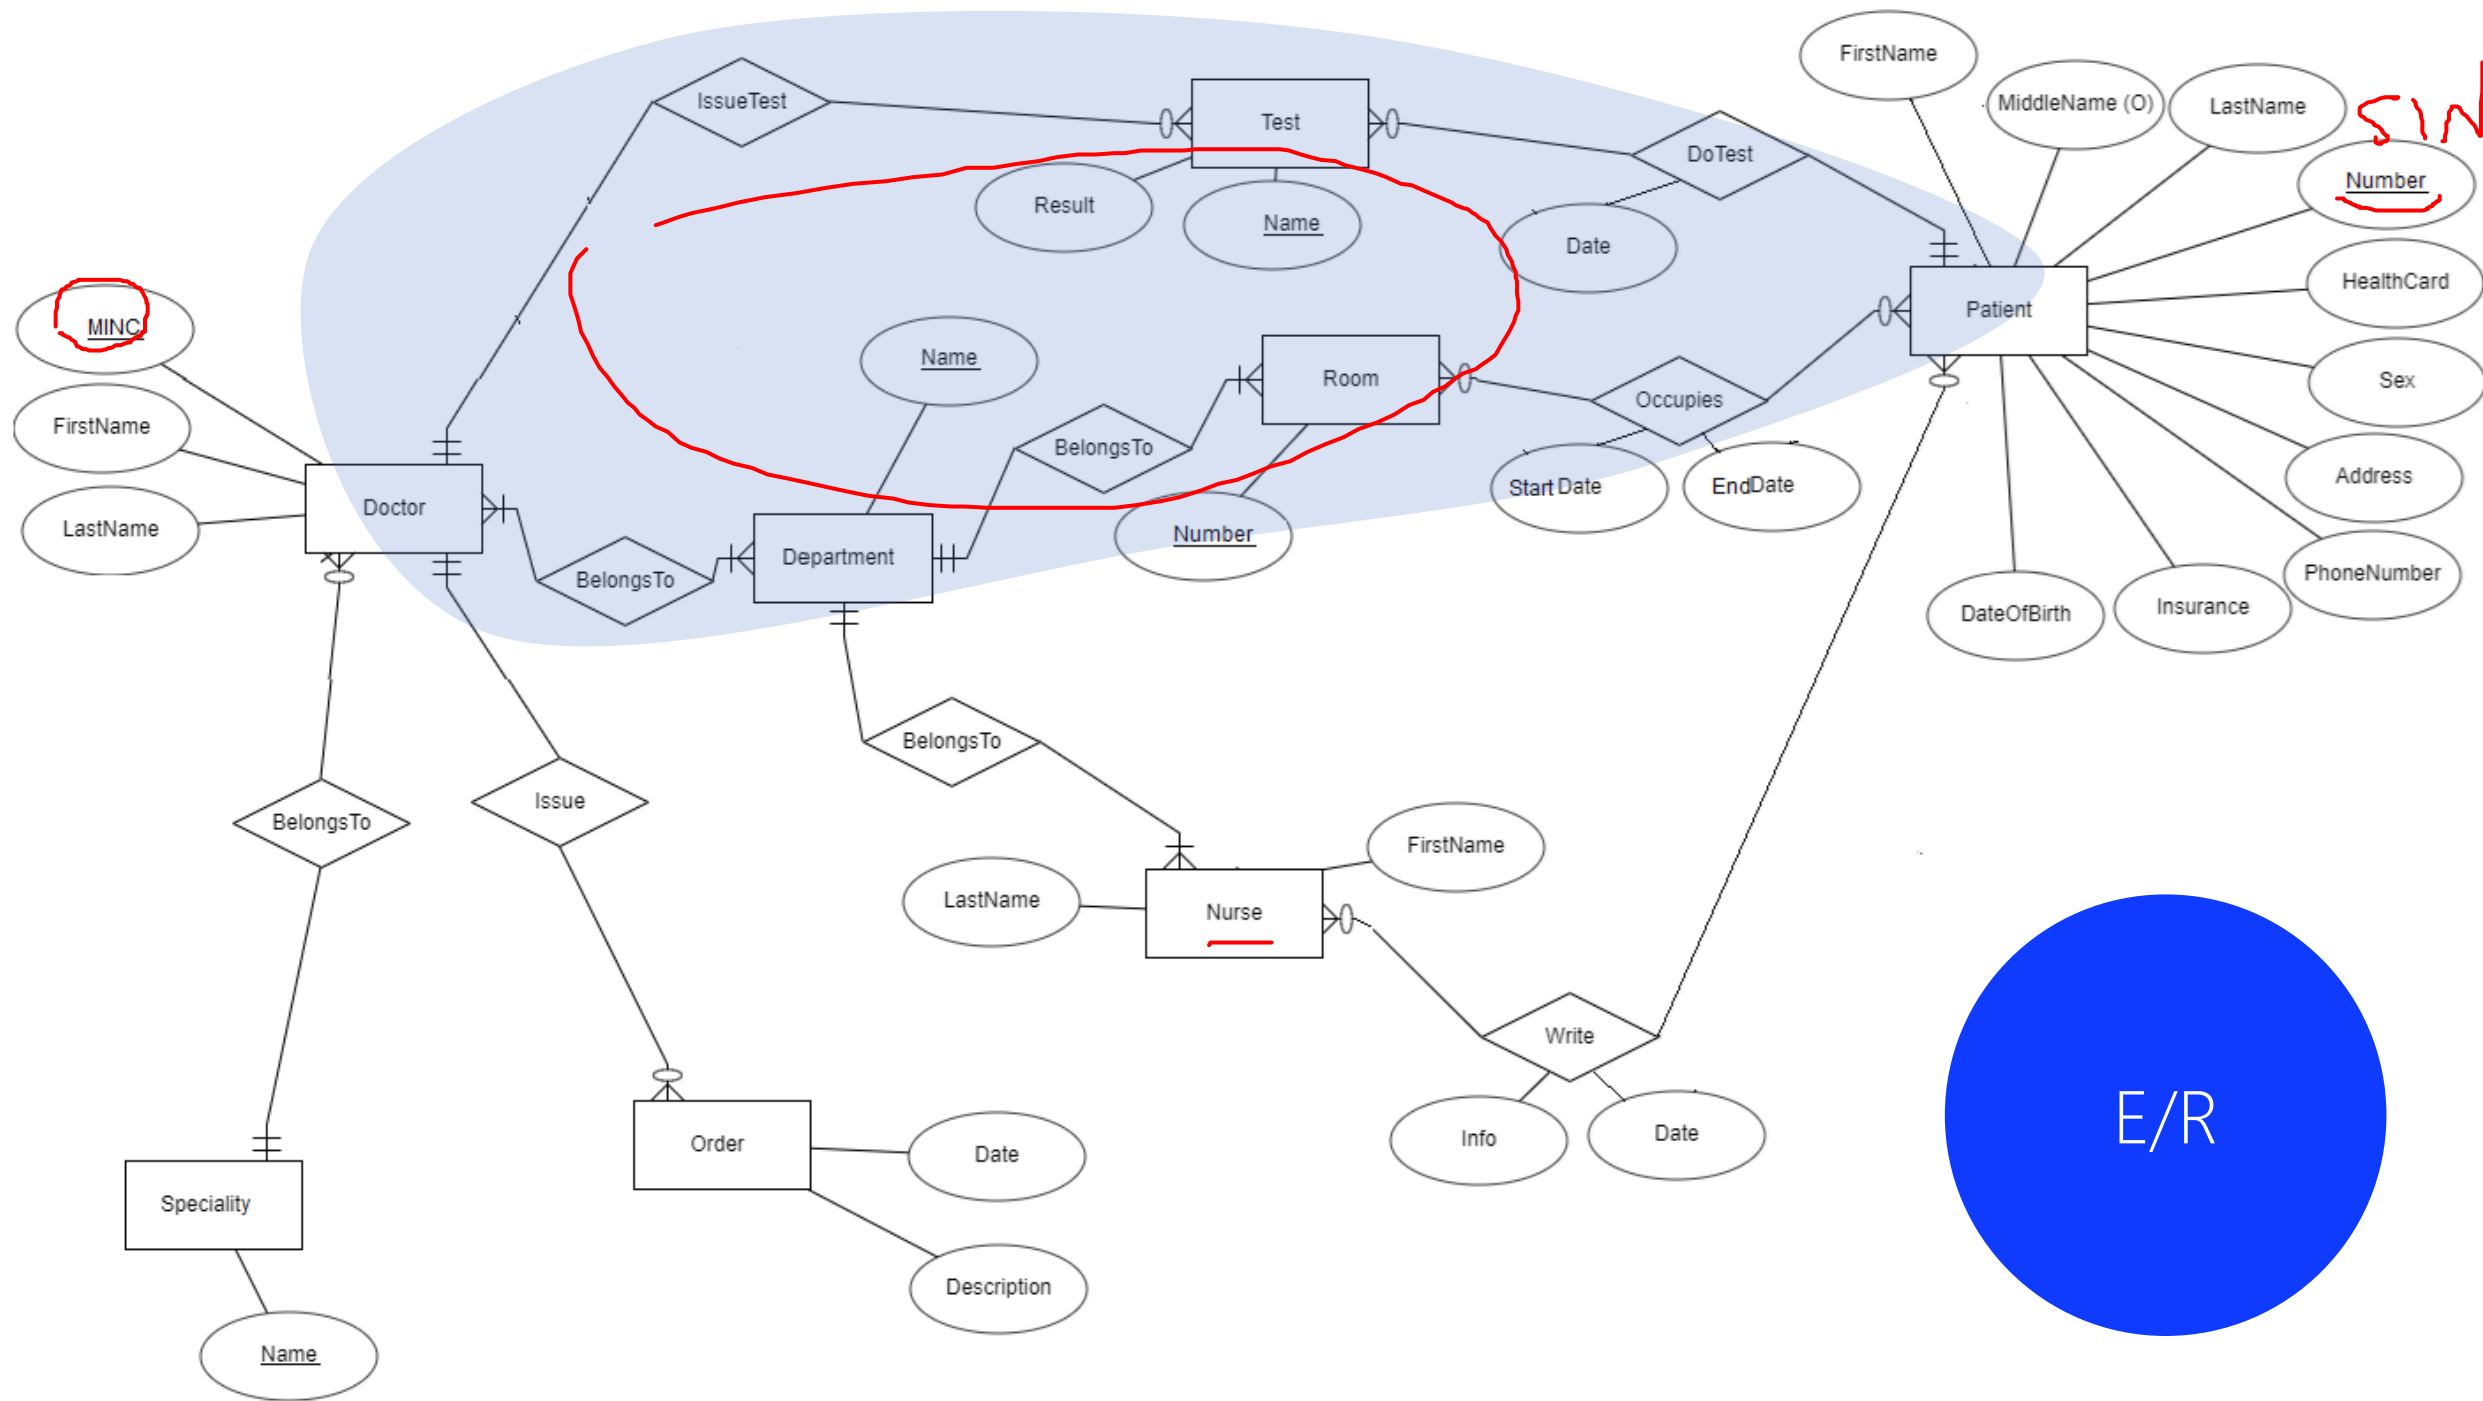 FirstName
MiddleName (O)
LastName
SIN
IssueTest
Test
DoTest
Number
Result
Name
Date
HealthCard
MINC
Patient
Name
Room
Occupies
Sex
FirstName
BelongsTo
Address
Start Date
EndDate
LastName
Doctor
Number
Department
BelongsTo
PhoneNumber
DateOfBirth
Insurance
BelongsTo
Issue
BelongsTo
FirstName
LastName
Nurse
Write
E/R
Info
Date
Order
Date
Speciality
Description
Name